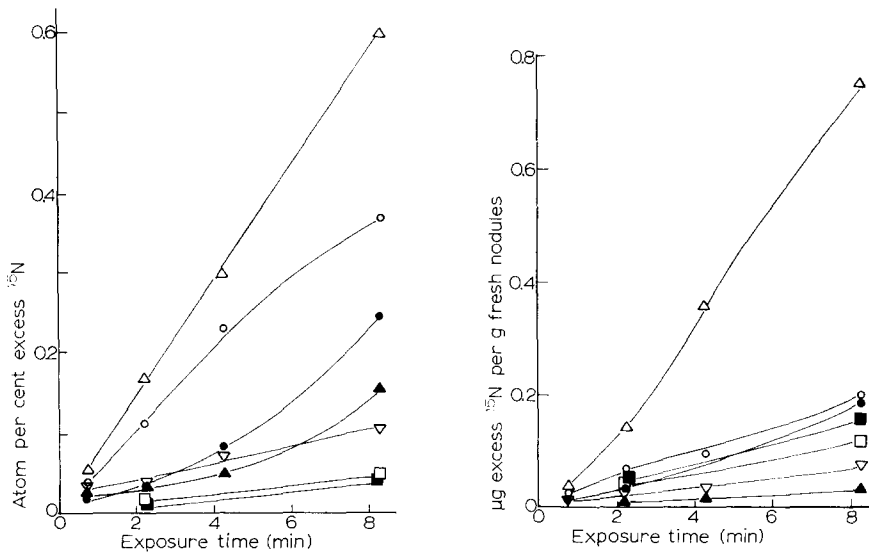 Atom per cent excess ¹⁵N
0.6
0.4
0.2
0
0 2 4 6 8
Exposure time (min)
µg excess ¹⁵N per g fresh nodules
0.8
0.6
0.4
0.2
0
0 2 4 6 8
Exposure time (min)